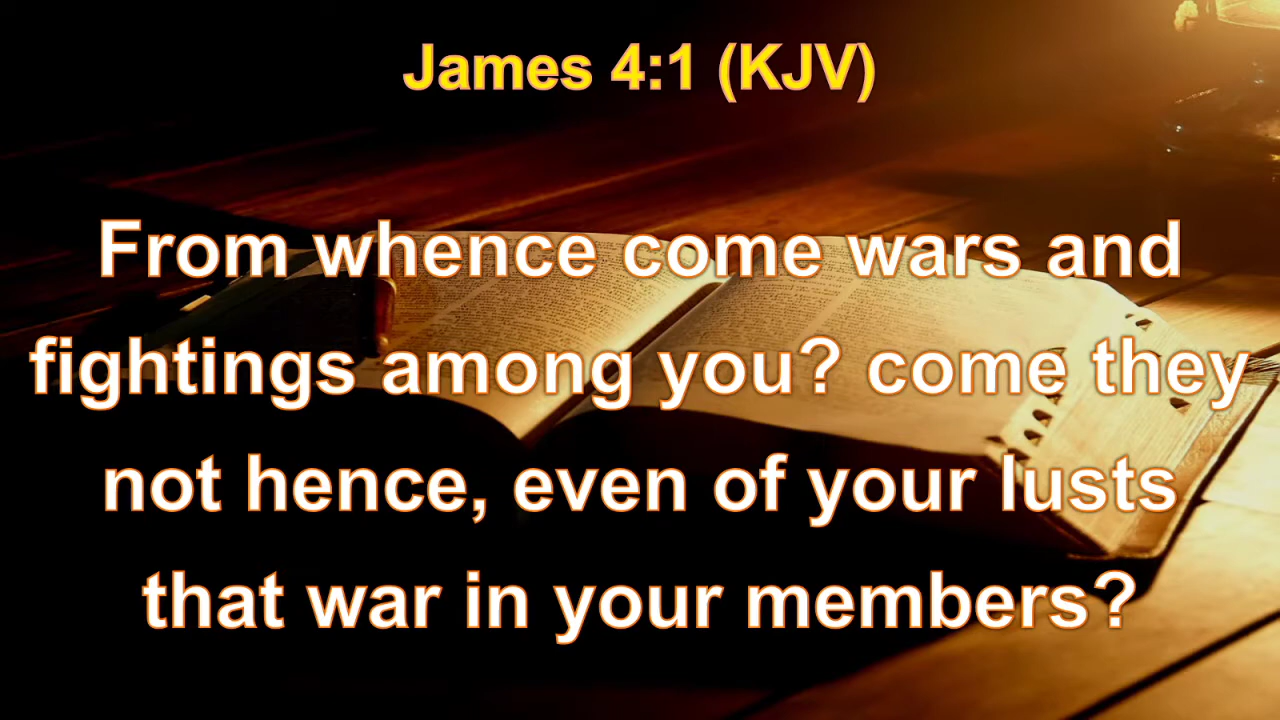 James 4:1 (KJV)
From whence come wars and
fightings among you? come they
not hence, even of your lusts
that war in your members?